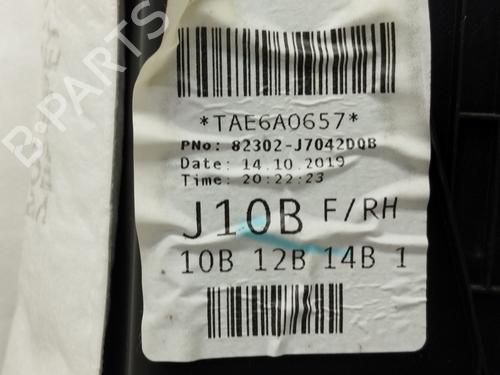 B-PARTS
*TAE6A0657*
PNo: 82302-J7042DQB
Date: 14.10.2019
Time: 20:22:23
J10B F/RH
10B 12B 14B 1